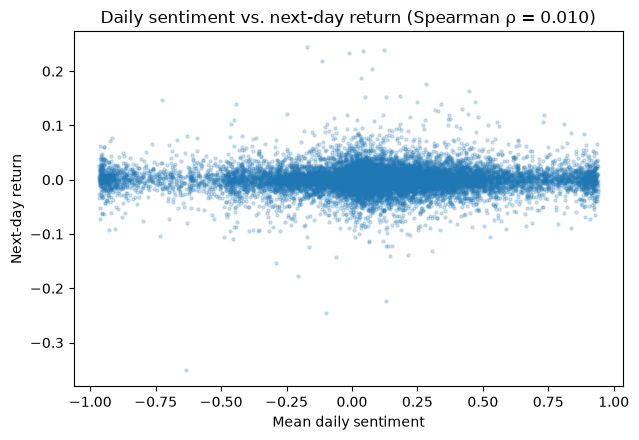 Daily sentiment vs. next-day return (Spearman ρ = 0.010)
Next-day return
0.2
0.1
0.0
−0.1
−0.2
−0.3
−1.00 −0.75 −0.50 −0.25 0.00 0.25 0.50 0.75 1.00
Mean daily sentiment